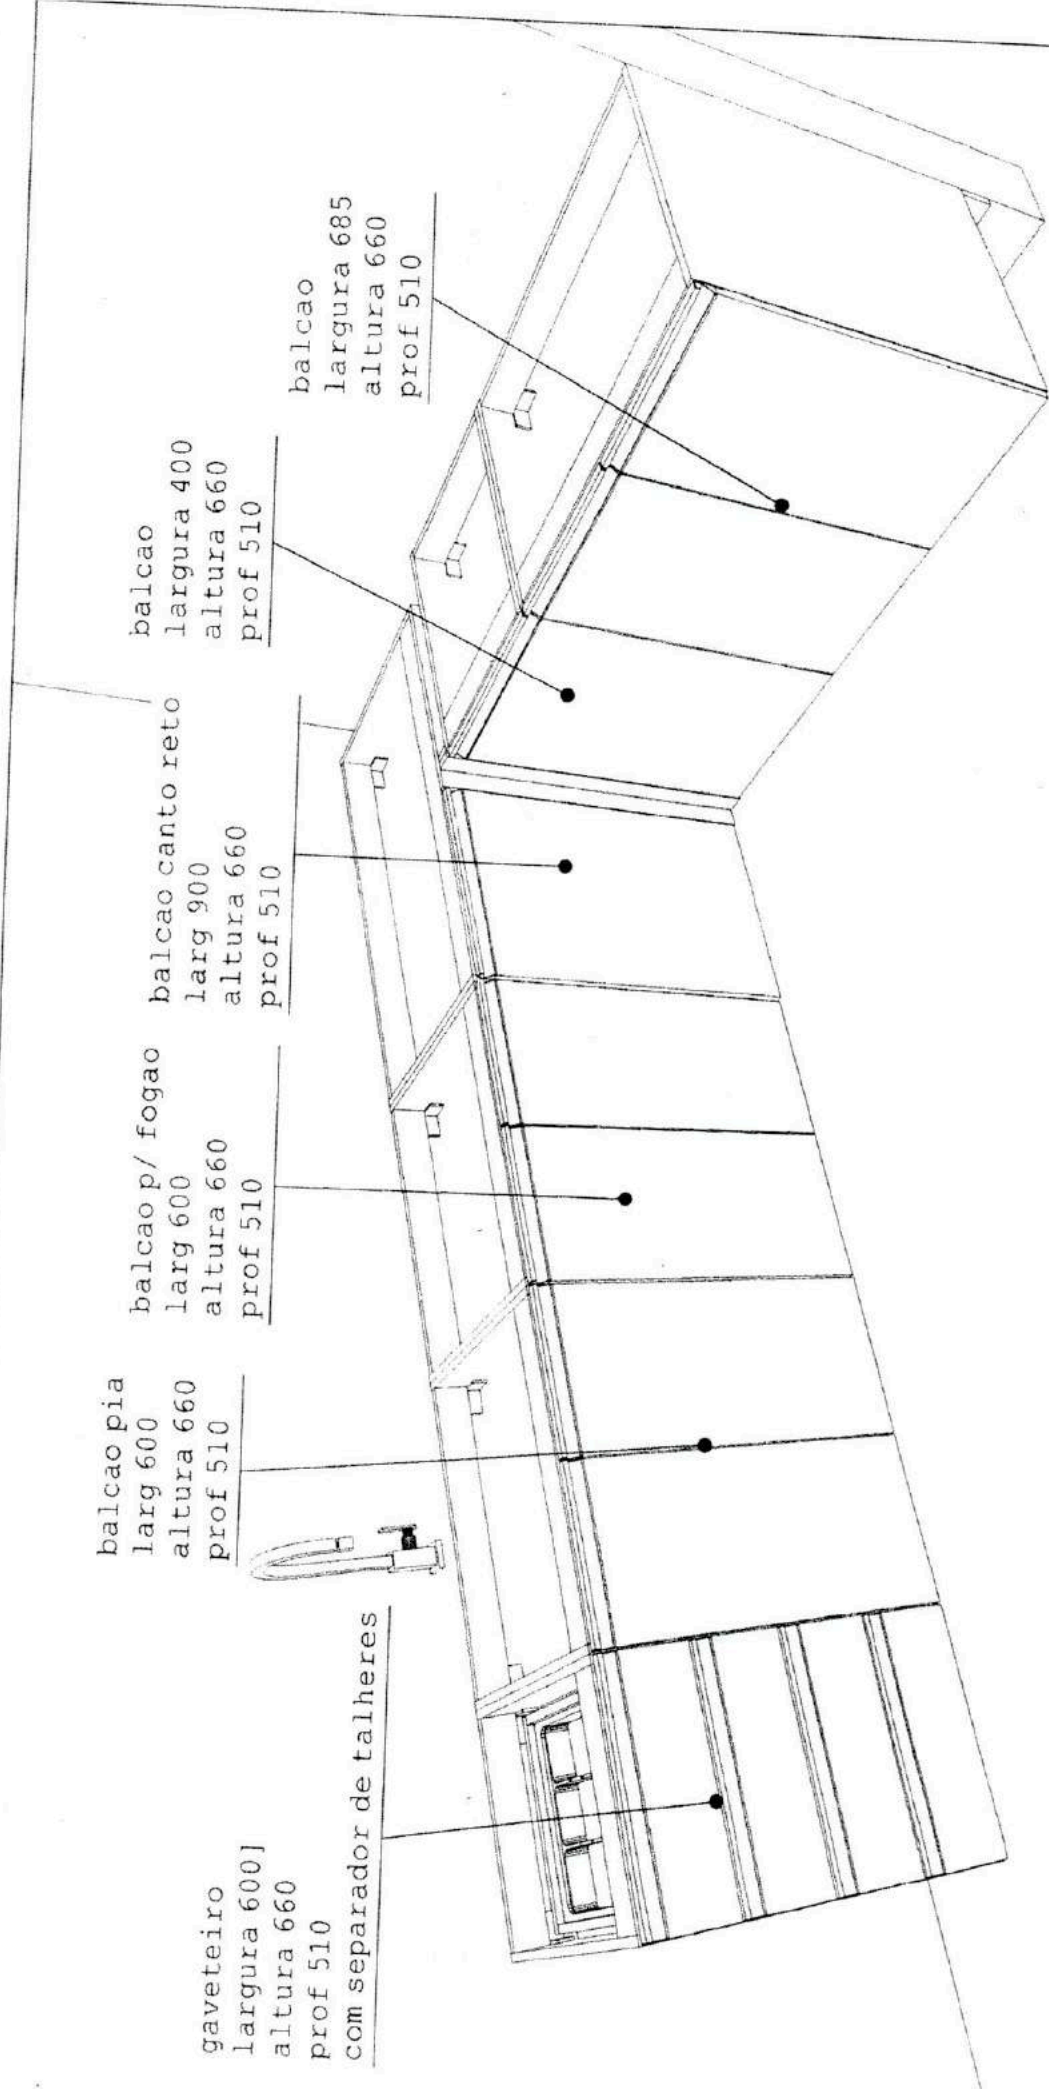 gaveteiro
largura 600]
altura 660
prof 510
com separador de talheres
balcao pia
larg 600
altura 660
prof 510
balcao p/ fogao
larg 600
altura 660
prof 510
balcao canto reto
larg 900
altura 660
prof 510
balcao
largura 400
altura 660
prof 510
balcao
largura 685
altura 660
prof 510